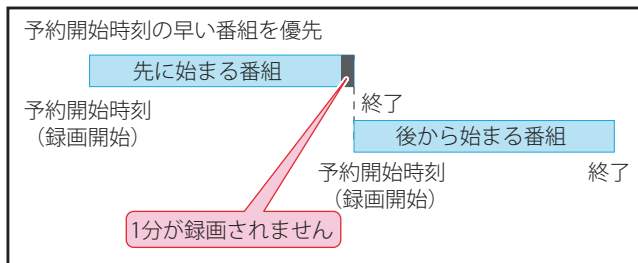 予約開始時刻の早い番組を優先
先に始まる番組
予約開始時刻
（録画開始）
終了
後から始まる番組
予約開始時刻
（録画開始）
終了
1分が録画されません